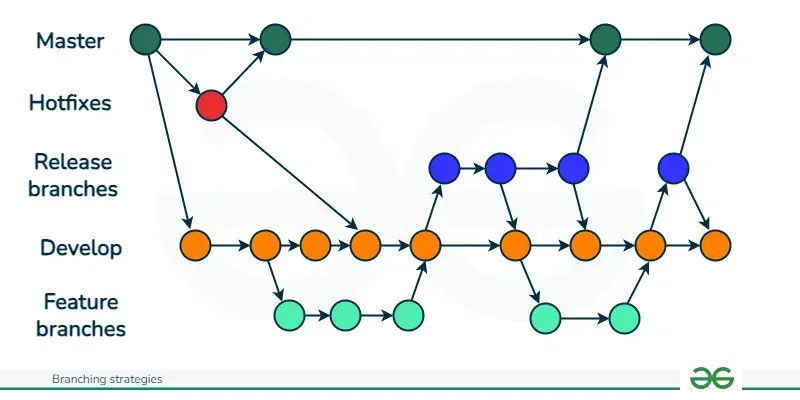 Master
Hotfixes
Release
branches
Develop
Feature
branches
Branching strategies